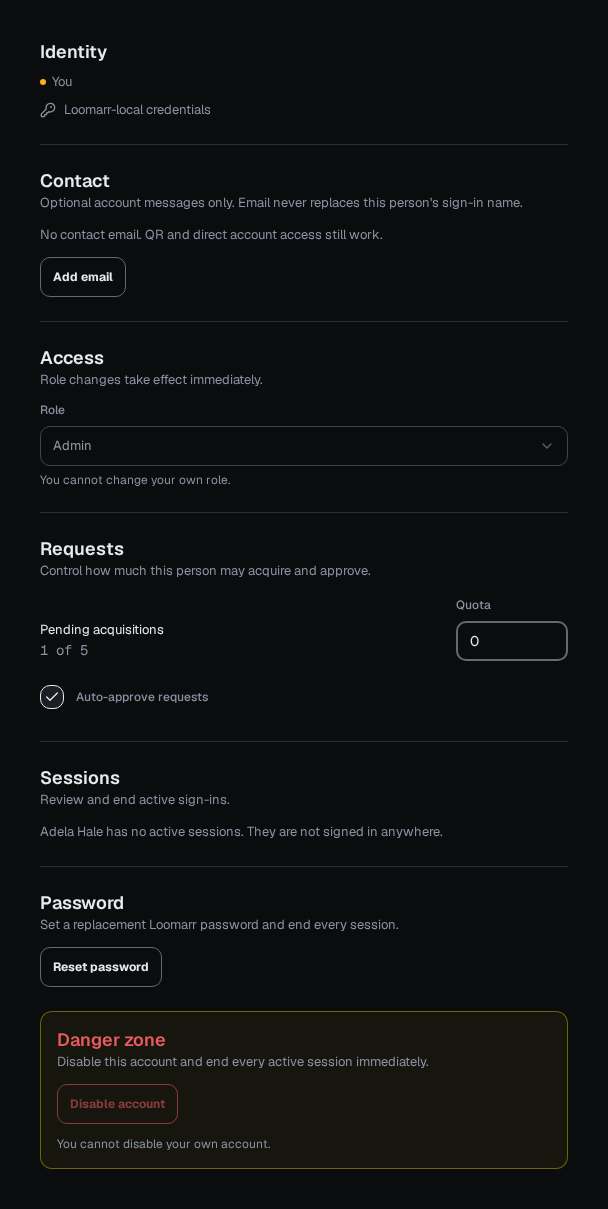 Identity
You
Loomarr-local credentials
Contact
Optional account messages only. Email never replaces this person's sign-in name.
No contact email. QR and direct account access still work.
Add email
Access
Role changes take effect immediately.
Role
Admin
You cannot change your own role.
Requests
Control how much this person may acquire and approve.
Quota
Pending acquisitions
0
1 of 5
Auto-approve requests
Sessions
Review and end active sign-ins.
Adela Hale has no active sessions. They are not signed in anywhere.
Password
Set a replacement Loomarr password and end every session.
Reset password
Danger zone
Disable this account and end every active session immediately.
Disable account
You cannot disable your own account.